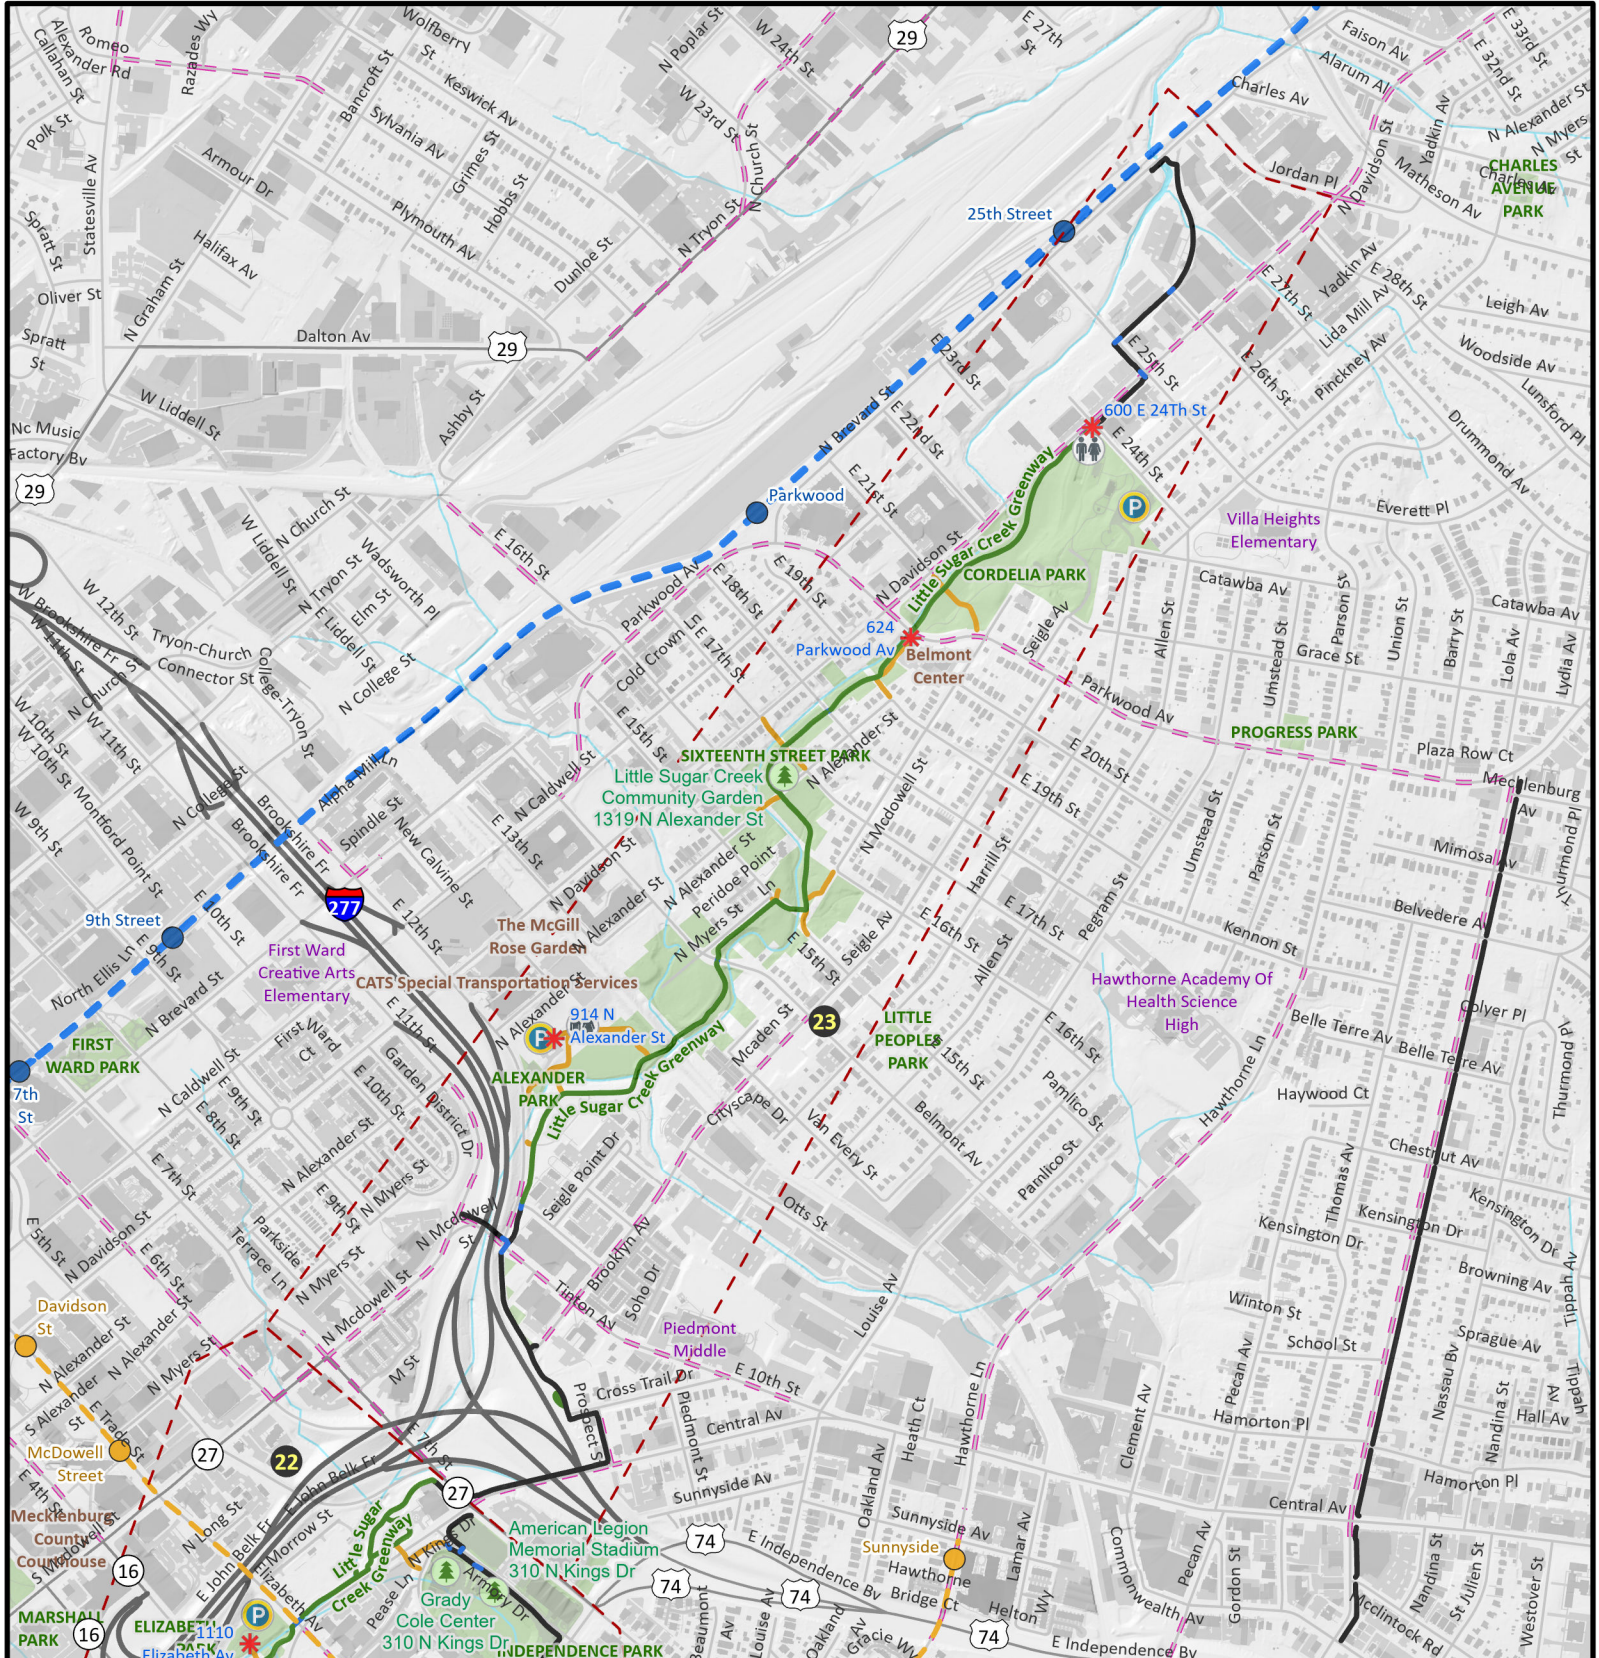 Romeo
Alexander Rd
Callahan St
Razades Wy
Wolfberry
St
Bancroft St
Keswick Av
N Poplar St
W 24th St
29
E 27th
St
Faison Av
E 33rd St
E 32nd St
Alarum Al
Charles Av
N Alexander St
N Myers
St
Polk St
Sylvania Av
Grimes St
W 23rd St
N Church St
Yadkin Av
N Davidson St
Matheson Av
Charles Av
CHARLES
AVENUE
PARK
Armour Dr
Hobbs St
Jordan Pl
Statesville Av
Spratt St
Plymouth Av
N Tryon St
25th Street
Halifax Av
Dunloe St
Yadkin Av
E 28th St
E 27th St
Lida Mill Av
Leigh Av
Oliver St
N Graham St
Spratt
St
Dalton Av
29
E 23rd St
E 25th St
E 26th St
Pinckney Av
Woodside Av
Lunsford Pl
W Liddell St
Ashby St
N Brevard St
E 22nd St
600 E 24Th St
E 24th St
Drummond Av
Nc Music
Factory Bv
29
N Church St
Parkwood
E 21st St
P
Everett Pl
Villa Heights
Elementary
W Liddell St
N Tryon St
Wadsworth Pl
E 16th St
Little Sugar Creek Greenway
CORDELIA PARK
N Davidson St
Catawba Av
Catawba Av
W Brookshire Fr
W 12th St
W 11th St
Elm St
E Liddell St
Parkwood Av
E 18th St
E 19th St
Cold Crown Ln
E 17th St
624
Parkwood Av
Belmont
Center
Seigle Av
Allen St
Umstead St
Parson St
Grace St
Union St
Barry St
Lola Av
Lydia Av
Tryon-Church
Connector St
College-Tryon St
N College St
N Church St
W 11th St
W 10th St
W 10th St
E 15th St
N Alexander St
Parkwood Av
PROGRESS PARK
Plaza Row Ct
Mecklenburg
Av
SIXTEENTH STREET PARK
Little Sugar Creek
Community Garden
1319 N Alexander St
N Alexander St
N Mcdowell St
E 20th St
E 19th St
Alpha Mill Ln
N Caldwell St
N College St
Montford Point St
W 9th St
Brookshire Fr
Brookshire Fr
Spindle St
New Calvine St
E 13th St
N Davidson St
N Alexander St
Peridoe Point
Ln
Harrill St
Umstead St
Parson St
Mimosa Av
Thurmond Pl
277
E 10th St
E 12th St
N Alexander St
N Myers St
Pegram St
E 17th St
E 16th St
Kennon St
Belvedere Av
9th Street
E 9th St
North Ellis Ln
N Brevard St
First Ward
Creative Arts
Elementary
The McGill
Rose Garden
CATS Special Transportation Services
E 15th St
Seigle Av
Allen St
Hawthorne Academy Of
Health Science
High
Colyer Pl
FIRST
WARD PARK
First Ward
Ct
E 11th St
N Alexander St
914 N
Alexander St
P
Mcaden St
23
LITTLE
PEOPLES
PARK
E 16th St
E 15th St
Belle Terre Av
Belle Terre Av
7th
St
N Caldwell St
E 9th St
E 8th St
Garden District Dr
E 10th St
ALEXANDER
PARK
Little Sugar Creek Greenway
Cityscape Dr
Van Every St
Belmont Av
Pamlico St
Pamlico St
Hawthorne Ln
Haywood Ct
Thurmond Pl
N Alexander St
E 7th St
E 9th St
N Myers St
Seigle Point Dr
Thomas Av
Chestnut Av
E 5th St
N Davidson St
E 6th St
Parkside
Terrace Ln
N Myers St
N Mcdowell
St
Otts St
Kensington Dr
Kensington Dr
Kensington Dr
Brooklyn Av
Soho Dr
Tinton Av
Louise Av
Browning Av
Tippah Av
Davidson
St
N Alexander St
N Alexander St
N Myers St
N Mcdowell St
M St
Piedmont
Middle
Winton St
School St
Sprague Av
S Alexander
St
E Trade St
Prospect S
Cross Trail Dr
E 10th St
Piedmont St
Central Av
Heath Ct
Hawthorne Ln
Clement Av
Pecan Av
Hamorton Pl
Nassau Bv
Nandina St
Hall Av
Tippah
Av
McDowell
Street
27
22
E 7th St
27
E 4th St
E John Belk Fr
Oakland Av
Sunnyside Av
Sunnyside Av
Central Av
Hamorton Pl
Mecklenburg
County
Courthouse
S Mcdowell St
N Long St
E John Belk Fr
E Morrow St
Little Sugar
Creek Greenway
American Legion
Memorial Stadium
310 N Kings Dr
N Kings Dr
Armory Dr
74
E Independence Bv
74
74
Sunnyside
Hawthorne
Bridge Ct
Lamar Av
Helton
Wy
Commonwealth Av
Pecan Av
Gordon St
Nandina St
St Julien St
Westover St
16
MARSHALL
PARK
16
P
ELIZABETH
PARK
1110
Elizabeth Av
Elizabeth Av
Pease Ln
Grady
Cole Center
310 N Kings Dr
INDEPENDENCE PARK
Beaumont
Av
Louise Av
Oakland
Av
Gracie Wy
74
E Independence Bv
Mcclintock Rd